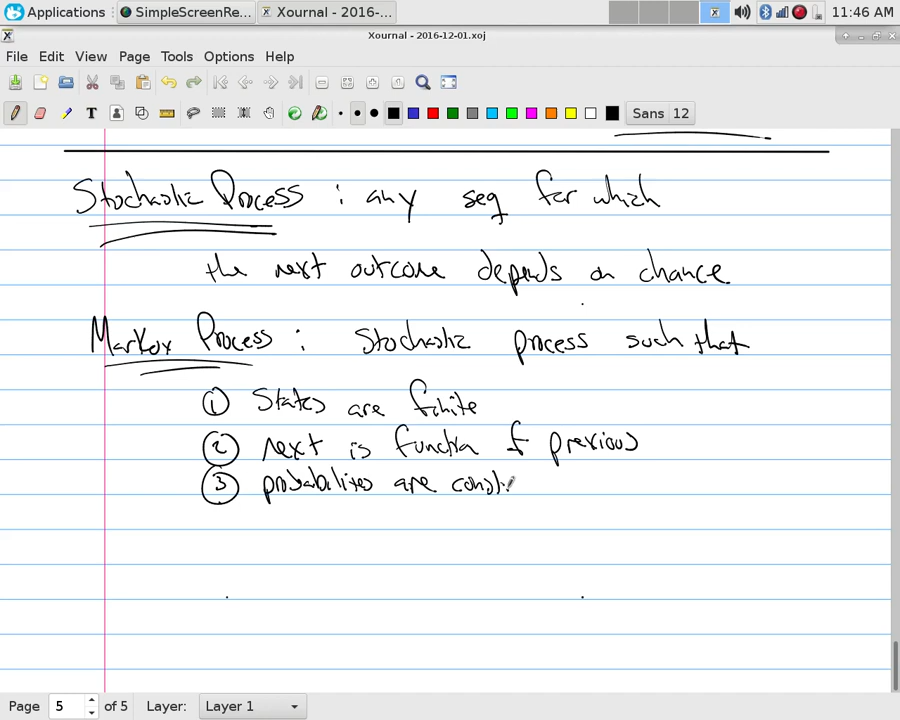 Applications SimpleScreenRe... Xournal - 2016-... 11:46 AM
Xournal - 2016-12-01.xoj
File Edit View Page Tools Options Help
Sans 12
Stochastic Process : any seq for which
the next outcome depends on chance.
Markov Process : Stochastic process such that
① States are finite
② next is function of previous
③ probabilities are const
Page 5 of 5 Layer: Layer 1